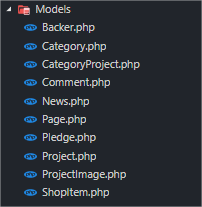 Models
Backer.php
Category.php
CategoryProject.php
Comment.php
News.php
Page.php
Pledge.php
Project.php
ProjectImage.php
ShopItem.php